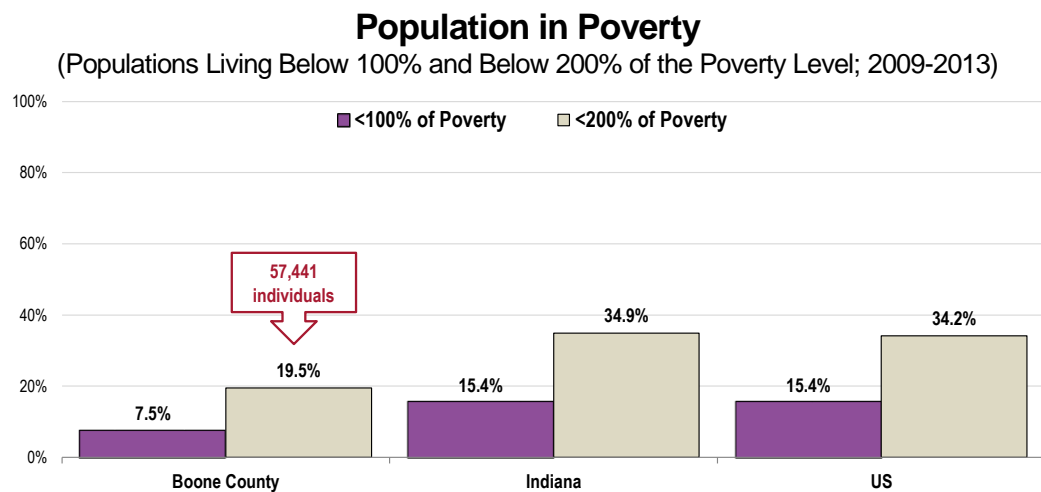 Population in Poverty
(Populations Living Below 100% and Below 200% of the Poverty Level; 2009-2013)
100%
<100% of Poverty
<200% of Poverty
80%
60%
57,441
individuals
40%
34.9%
34.2%
19.5%
20%
15.4%
15.4%
7.5%
0%
Boone County
Indiana
US